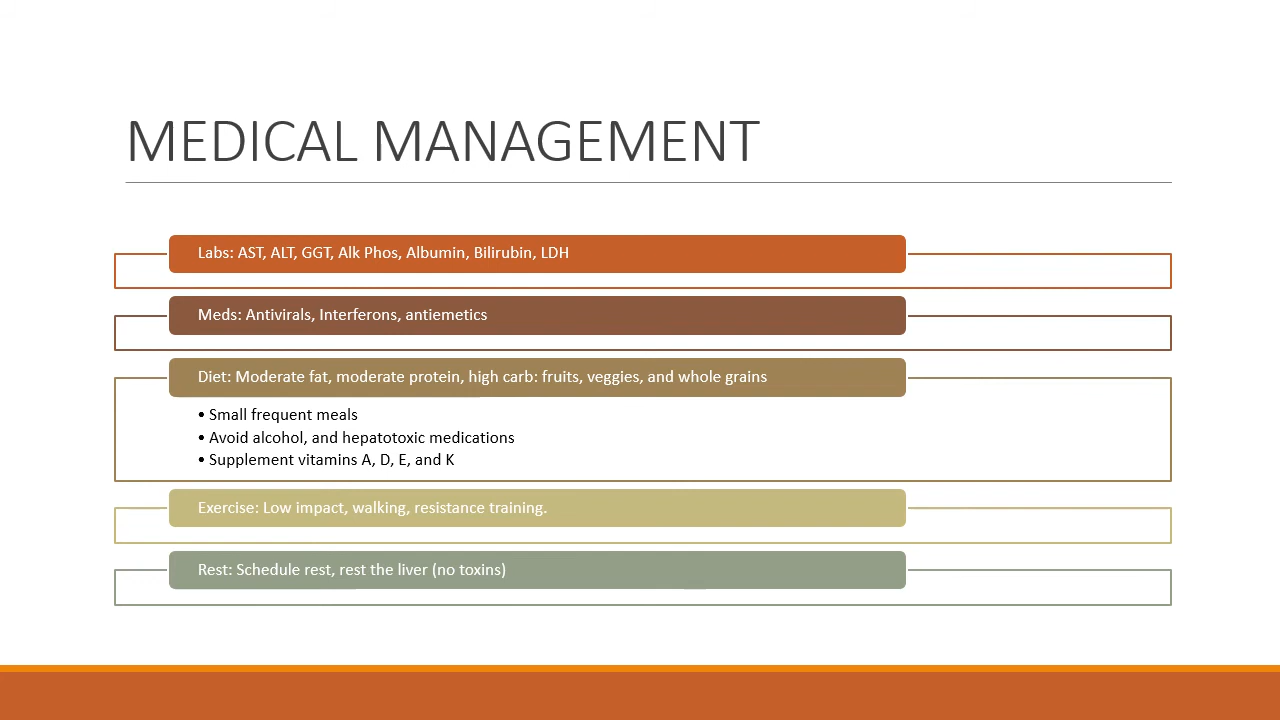 MEDICAL MANAGEMENT
Labs: AST, ALT, GGT, Alk Phos, Albumin, Bilirubin, LDH
Meds: Antivirals, Interferons, antiemetics
Diet: Moderate fat, moderate protein, high carb: fruits, veggies, and whole grains
• Small frequent meals
• Avoid alcohol, and hepatotoxic medications
• Supplement vitamins A, D, E, and K
Exercise: Low impact, walking, resistance training.
Rest: Schedule rest, rest the liver (no toxins)